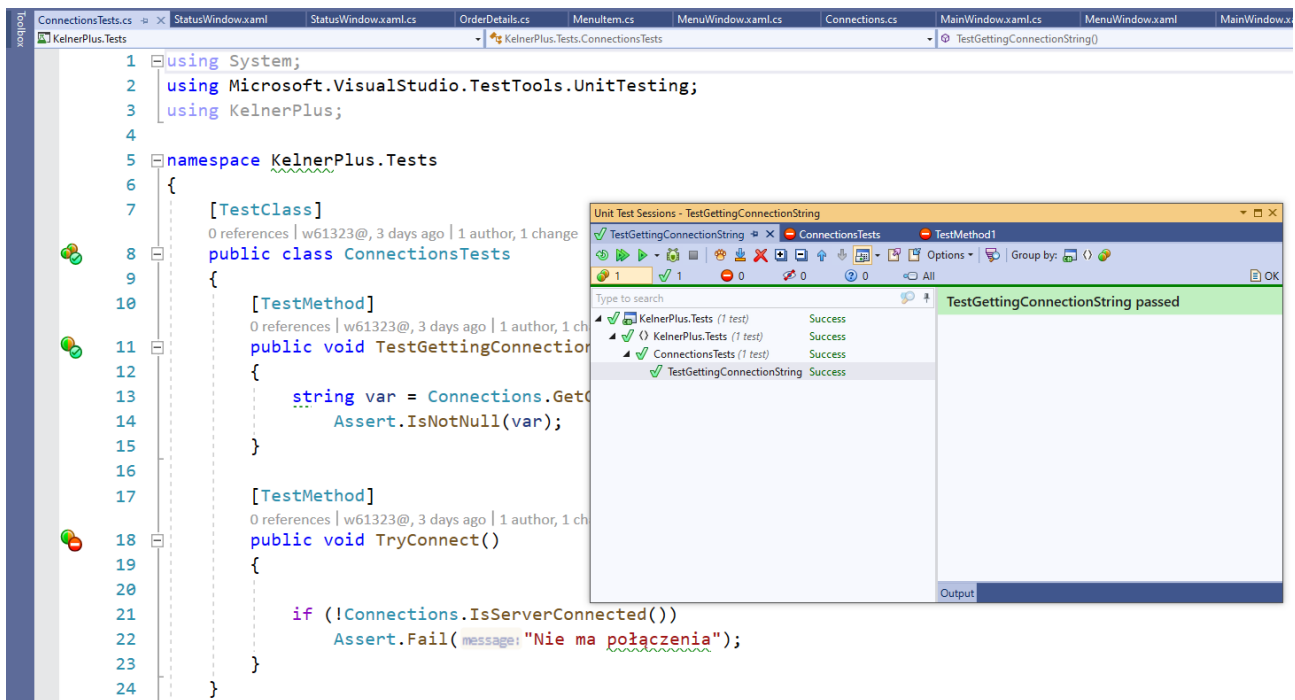 Toolbox
ConnectionsTests.cs StatusWindow.xaml StatusWindow.xaml.cs OrderDetails.cs MenuItem.cs MenuWindow.xaml.cs Connections.cs MainWindow.xaml.cs MenuWindow.xaml MainWindow.x
KelnerPlus.Tests KelnerPlus.Tests.ConnectionsTests TestGettingConnectionString()
1 using System;
2 using Microsoft.VisualStudio.TestTools.UnitTesting;
3 using KelnerPlus;
4
5 namespace KelnerPlus.Tests
6 {
7 [TestClass]
0 references | w61323@, 3 days ago | 1 author, 1 change
8 public class ConnectionsTests
9 {
10 [TestMethod]
0 references | w61323@, 3 days ago | 1 author, 1 ch
11 public void TestGettingConnection
12 {
13 string var = Connections.GetC
14 Assert.IsNotNull(var);
15 }
16
17 [TestMethod]
0 references | w61323@, 3 days ago | 1 author, 1 ch
18 public void TryConnect()
19 {
20
21 if (!Connections.IsServerConnected())
22 Assert.Fail( message: "Nie ma połączenia");
23 }
24 }
Unit Test Sessions - TestGettingConnectionString
TestGettingConnectionString ConnectionsTests TestMethod1
Options Group by:
1 1 0 0 0 All OK
Type to search
KelnerPlus.Tests (1 test) Success
KelnerPlus.Tests (1 test) Success
ConnectionsTests (1 test) Success
TestGettingConnectionString Success
TestGettingConnectionString passed
Output